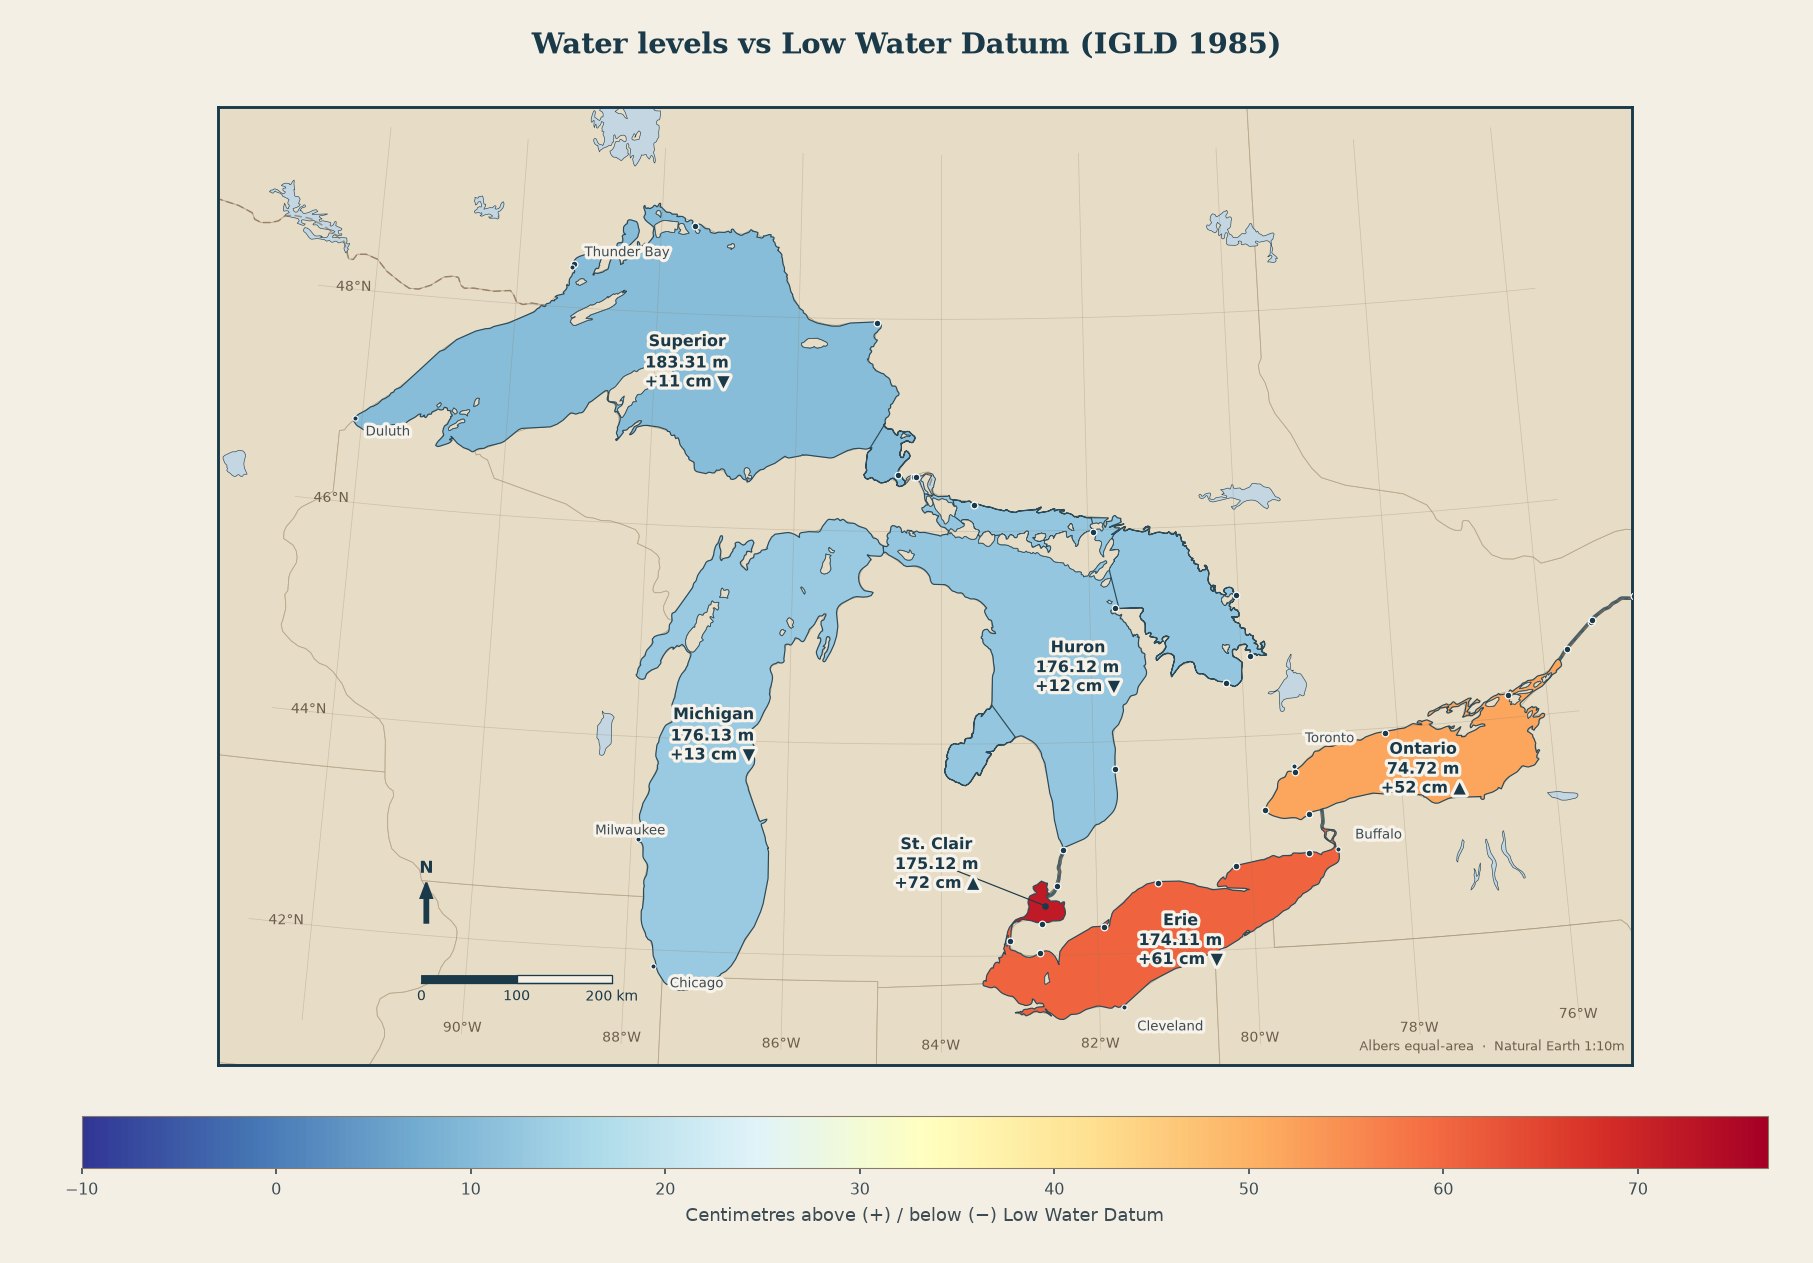 Water levels vs Low Water Datum (IGLD 1985)
Thunder Bay
48°N
Superior
183.31 m
+11 cm ▼
Duluth
46°N
Huron
176.12 m
+12 cm ▼
44°N
Michigan
176.13 m
+13 cm ▼
Toronto
Ontario
74.72 m
+52 cm ▲
Milwaukee
Buffalo
St. Clair
175.12 m
+72 cm ▲
N
42°N
Erie
174.11 m
+61 cm ▼
Chicago
0 100 200 km
Cleveland
90°W 88°W 86°W 84°W 82°W 80°W 78°W 76°W
Albers equal-area · Natural Earth 1:10m
−10 0 10 20 30 40 50 60 70
Centimetres above (+) / below (−) Low Water Datum